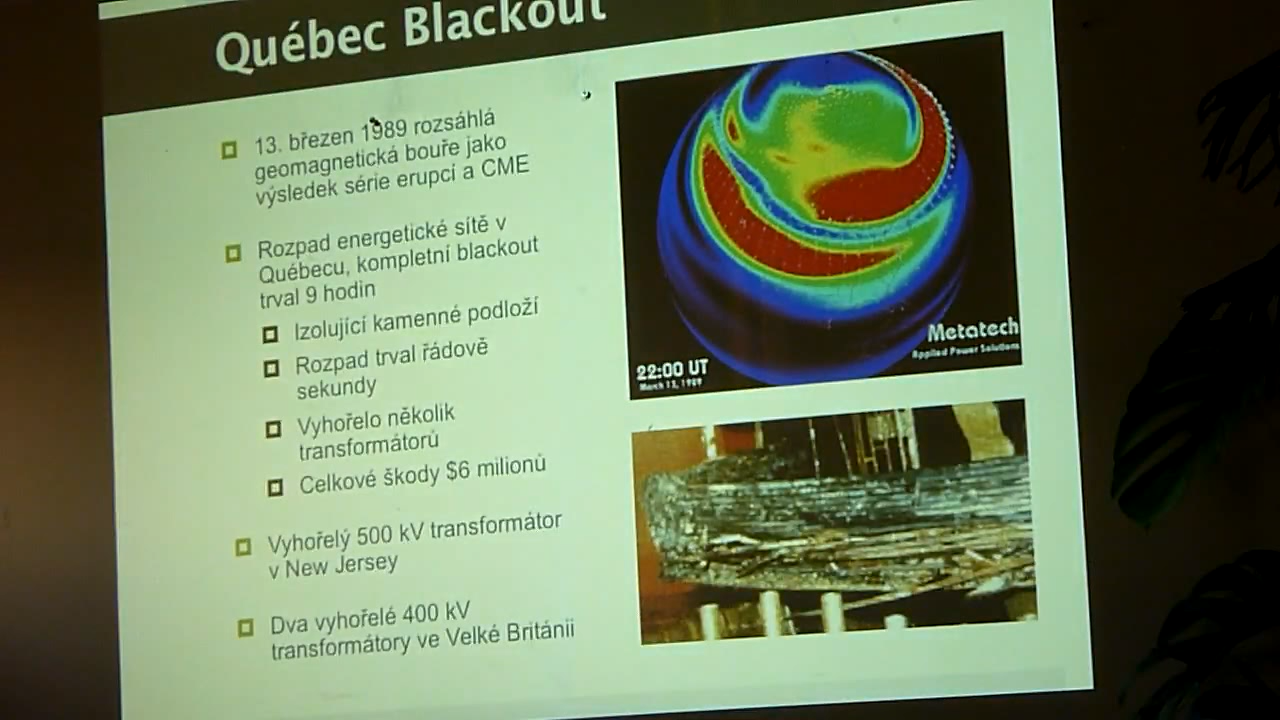 Québec Blackout
13. březen 1989 rozsáhlá
geomagnetická bouře jako
výsledek série erupcí a CME
Rozpad energetické sítě v
Québecu, kompletní blackout
trval 9 hodin
Izolující kamenné podloží
Rozpad trval řádově
sekundy
Vyhořelo několik
transformátorů
Celkové škody $6 milionů
Vyhořelý 500 kV transformátor
v New Jersey
Dva vyhořelé 400 kV
transformátory ve Velké Británii
Metatech
Applied Power Solutions
22:00 UT
March 13, 1989